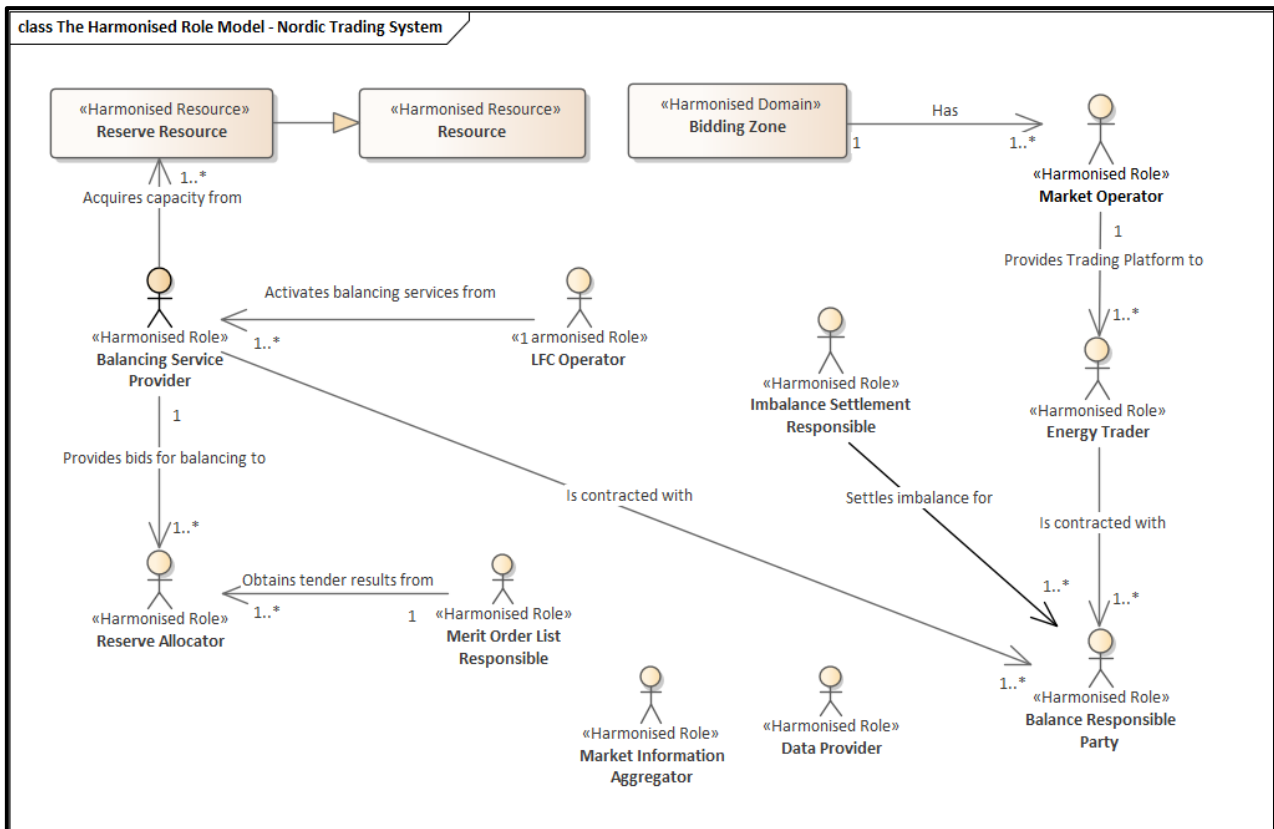 class The Harmonised Role Model - Nordic Trading System
«Harmonised Resource»
Reserve Resource
«Harmonised Resource»
Resource
«Harmonised Domain»
Bidding Zone
Has
1
1..*
«Harmonised Role»
Market Operator
1..*
Acquires capacity from
1
Provides Trading Platform to
1..*
Activates balancing services from
«Harmonised Role»
Balancing Service
Provider
1..*
«1 armonised Role»
LFC Operator
«Harmonised Role»
Imbalance Settlement
Responsible
«Harmonised Role»
Energy Trader
1
Provides bids for balancing to
1..*
Is contracted with
Settles imbalance for
Is contracted with
«Harmonised Role»
Reserve Allocator
Obtains tender results from
1..*
1
«Harmonised Role»
Merit Order List
Responsible
1..*
1..*
1..*
«Harmonised Role»
Market Information
Aggregator
«Harmonised Role»
Data Provider
«Harmonised Role»
Balance Responsible
Party